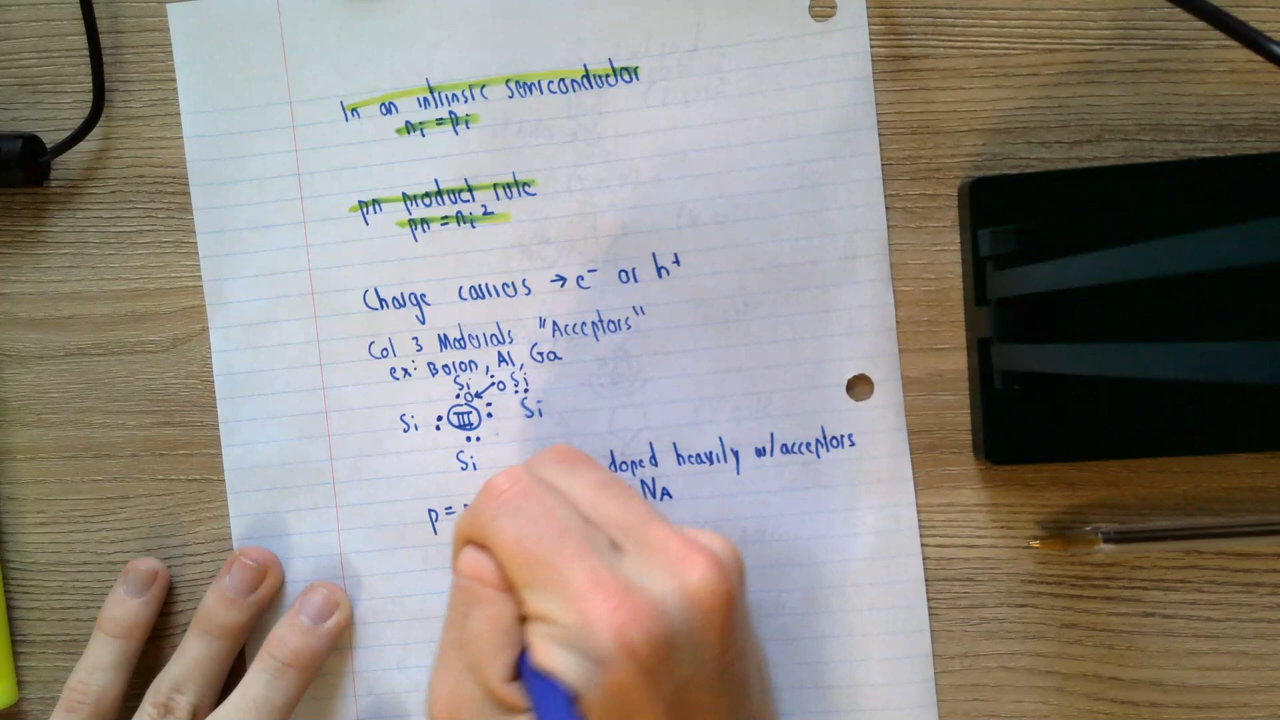 In an intrinsic semiconductor
nᵢ = pᵢ
pn product rule
pn = nᵢ²
Charge carriers → e⁻ or h⁺
Col 3 Materials "Acceptors"
ex: Boron, Al, Ga
Si Si
Si III Si
Si
doped heavily w/acceptors
N_A
p =